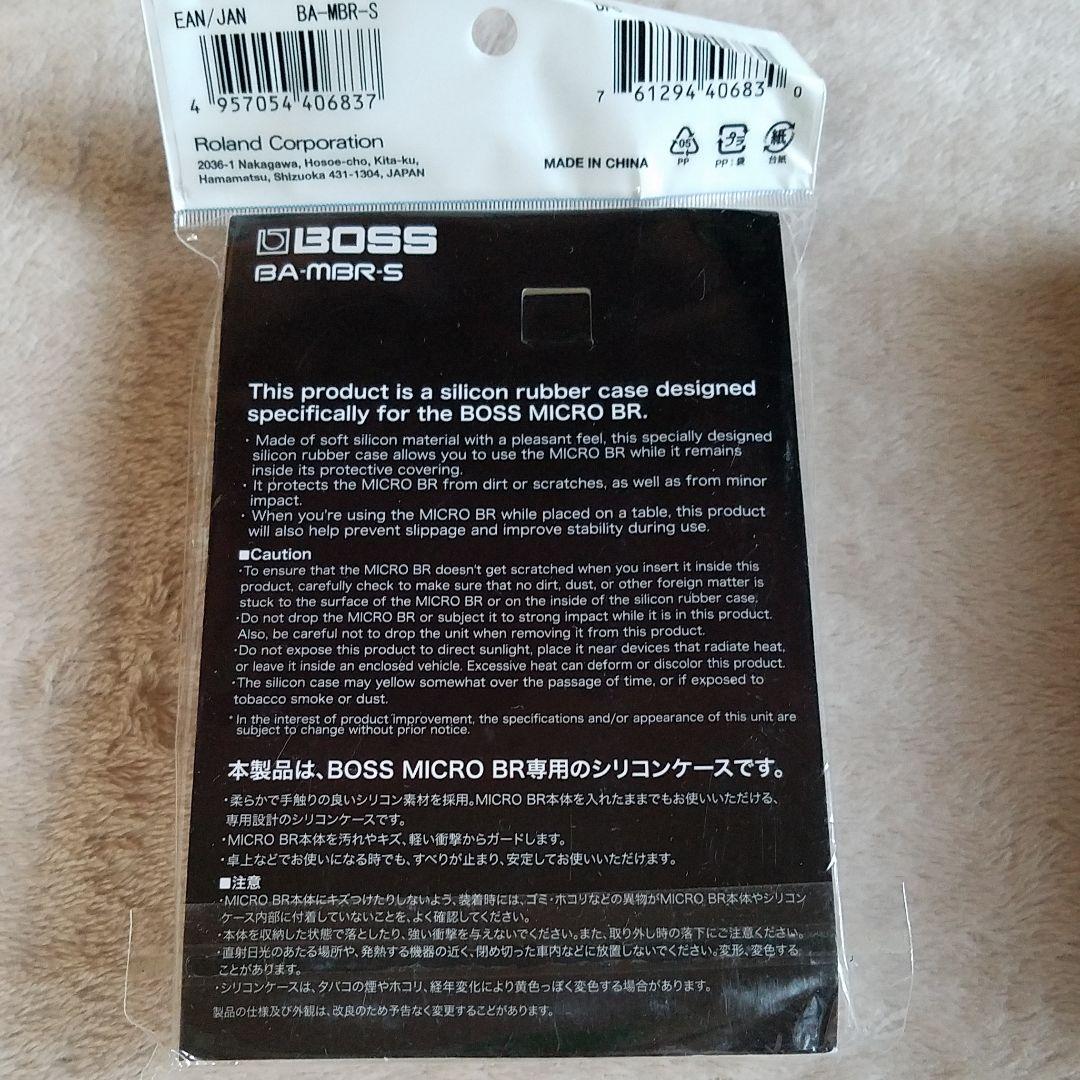 EAN/JAN BA-MBR-S
4 957054 406837
7 61294 40683 0
Roland Corporation
2036-1 Nakagawa, Hosoe-cho, Kita-ku,
Hamamatsu, Shizuoka 431-1304, JAPAN
MADE IN CHINA
05
PP
プラ
PP:袋
紙
台紙
BOSS
BA-MBR-S
This product is a silicon rubber case designed
specifically for the BOSS MICRO BR.
・Made of soft silicon material with a pleasant feel, this specially designed
silicon rubber case allows you to use the MICRO BR while it remains
inside its protective covering.
・It protects the MICRO BR from dirt or scratches, as well as from minor
impact.
・When you're using the MICRO BR while placed on a table, this product
will also help prevent slippage and improve stability during use.
■Caution
・To ensure that the MICRO BR doesn't get scratched when you insert it inside this
product, carefully check to make sure that no dirt, dust, or other foreign matter is
stuck to the surface of the MICRO BR or on the inside of the silicon rubber case.
・Do not drop the MICRO BR or subject it to strong impact while it is in this product.
Also, be careful not to drop the unit when removing it from this product.
・Do not expose this product to direct sunlight, place it near devices that radiate heat,
or leave it inside an enclosed vehicle. Excessive heat can deform or discolor this product.
・The silicon case may yellow somewhat over the passage of time, or if exposed to
tobacco smoke or dust.
* In the interest of product improvement, the specifications and/or appearance of this unit are
subject to change without prior notice.
本製品は、BOSS MICRO BR専用のシリコンケースです。
・柔らかで手触りの良いシリコン素材を採用。MICRO BR本体を入れたままでもお使いいただける、
専用設計のシリコンケースです。
・MICRO BR本体を汚れやキズ、軽い衝撃からガードします。
・卓上などでお使いになる時でも、すべりが止まり、安定してお使いいただけます。
■注意
・MICRO BR本体にキズつけたりしないよう、装着時には、ゴミ・ホコリなどの異物がMICRO BR本体やシリコン
ケース内部に付着していないことを、よく確認してください。
・本体を収納した状態で落としたり、強い衝撃を与えないでください。また、取り外し時の落下にご注意ください。
・直射日光のあたる場所や、発熱する機器の近く、閉め切った車内などに放置しないでください。変形、変色する
ことがあります。
・シリコンケースは、タバコの煙やホコリ、経年変化により黄色っぽく変色する場合があります。
製品の仕様及び外観は、改良のため予告なく変更することがあります。